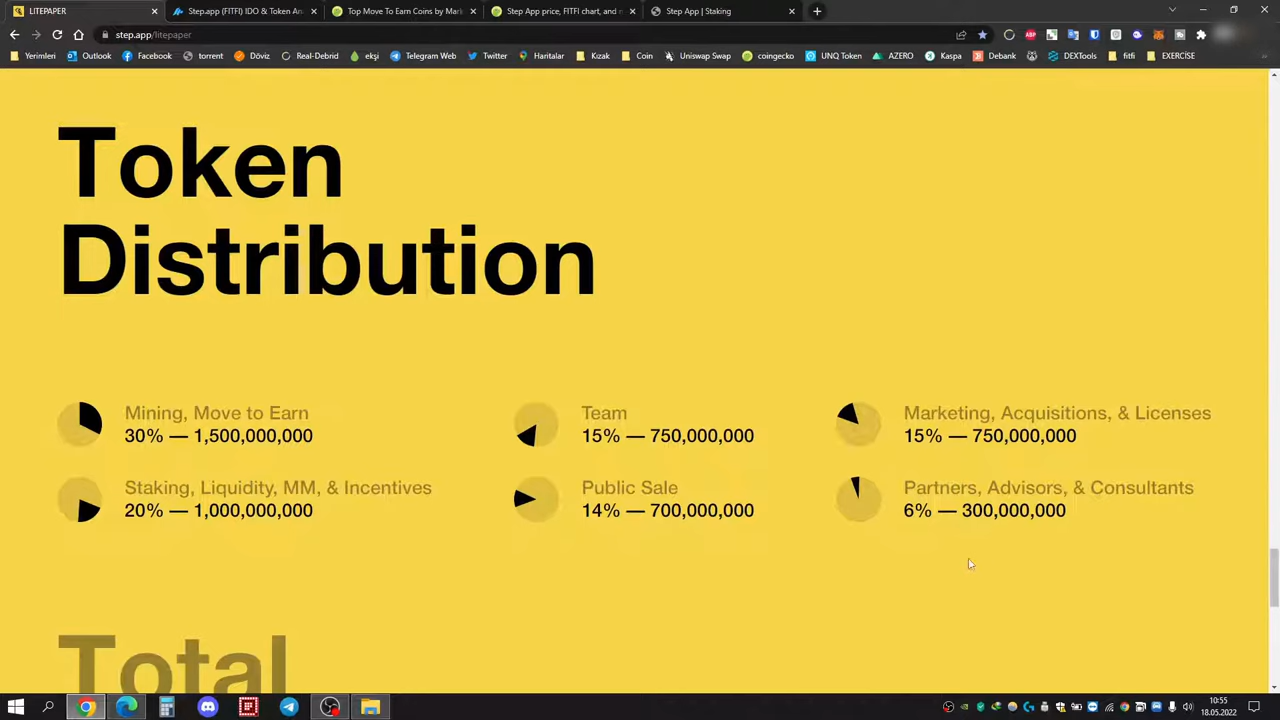 LITEPAPER
Step.app (FITFI) IDO & Token An
Top Move To Earn Coins by Mark
Step App price, FITFI chart, and m
Step App | Staking
step.app/litepaper
Yerimleri
Outlook
torrent
Facebook
Döviz
Real-Debrid
ekşi
Telegram Web
Twitter
Haritalar
Kızak
Coin
Uniswap Swap
coingecko
UNQ Token
AZERO
Kaspa
Debank
DEXTools
fitfi
EXERCİSE
Token
Distribution
Mining, Move to Earn
30% — 1,500,000,000
Team
15% — 750,000,000
Marketing, Acquisitions, & Licenses
15% — 750,000,000
Staking, Liquidity, MM, & Incentives
20% — 1,000,000,000
Public Sale
14% — 700,000,000
Partners, Advisors, & Consultants
6% — 300,000,000
Total
10:55
18.05.2022